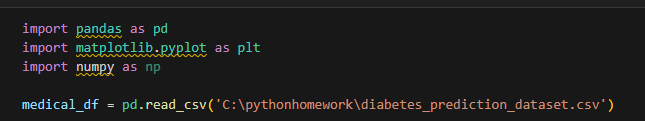 import pandas as pd
import matplotlib.pyplot as plt
import numpy as np
medical_df = pd.read_csv('C:\pythonhomework\diabetes_prediction_dataset.csv')